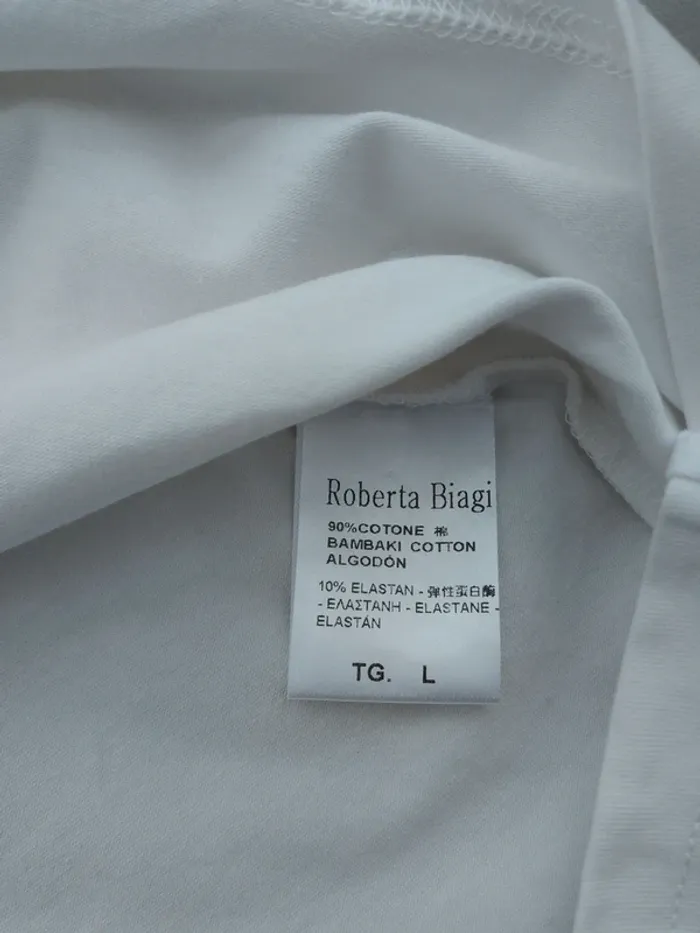 Roberta Biagi
90%COTONE 棉
BAMBAKI COTTON
ALGODÓN
10% ELASTAN - 弹性蛋白酶
- ΕΛΑΣΤΑΝΗ - ELASTANE -
ELASTÁN
TG. L